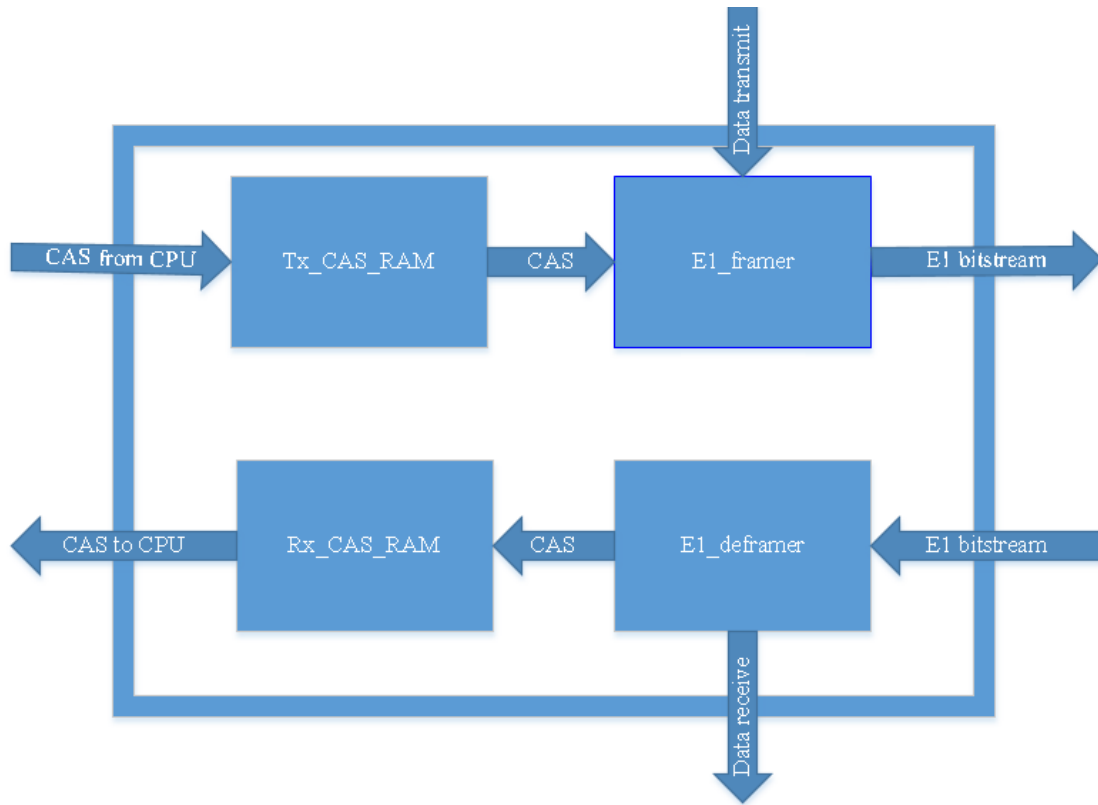 Data transmit
CAS from CPU
Tx_CAS_RAM
CAS
E1_framer
E1 bitstream
CAS to CPU
Rx_CAS_RAM
CAS
E1_deframer
E1 bitstream
Data receive